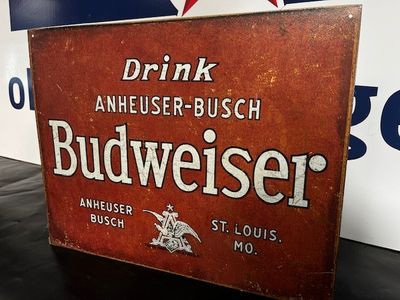 Drink
ANHEUSER-BUSCH
Budweiser
ANHEUSER
BUSCH
ST. LOUIS,
MO.